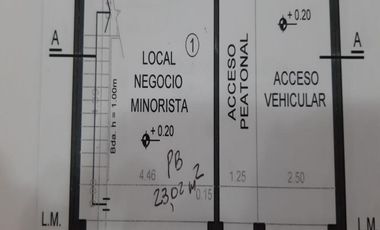 + 0.20
A
A
LOCAL
NEGOCIO
MINORISTA
1
ACCESO
PEATONAL
ACCESO
VEHICULAR
Bda. h = 1.00m
+ 0.20
PB
4.46
23,02 m2
0.15
1.25
2.50
L.M.
L.M.